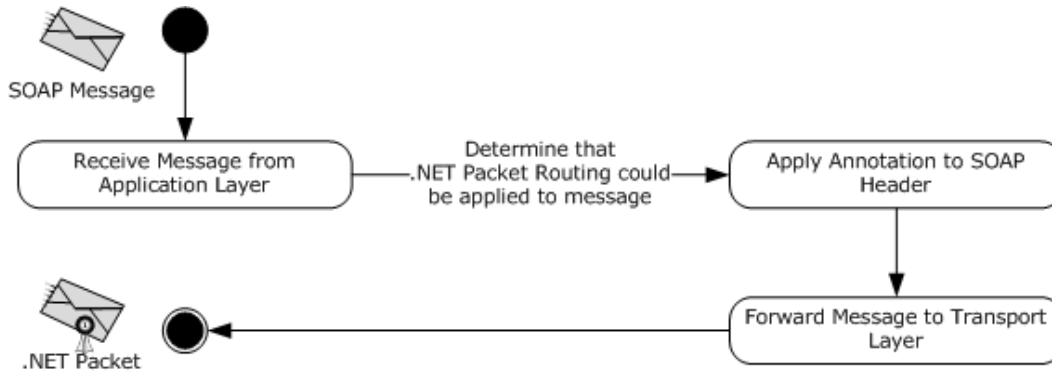 SOAP Message
Receive Message from
Application Layer
Determine that
.NET Packet Routing could
be applied to message
Apply Annotation to SOAP
Header
Forward Message to Transport
Layer
.NET Packet